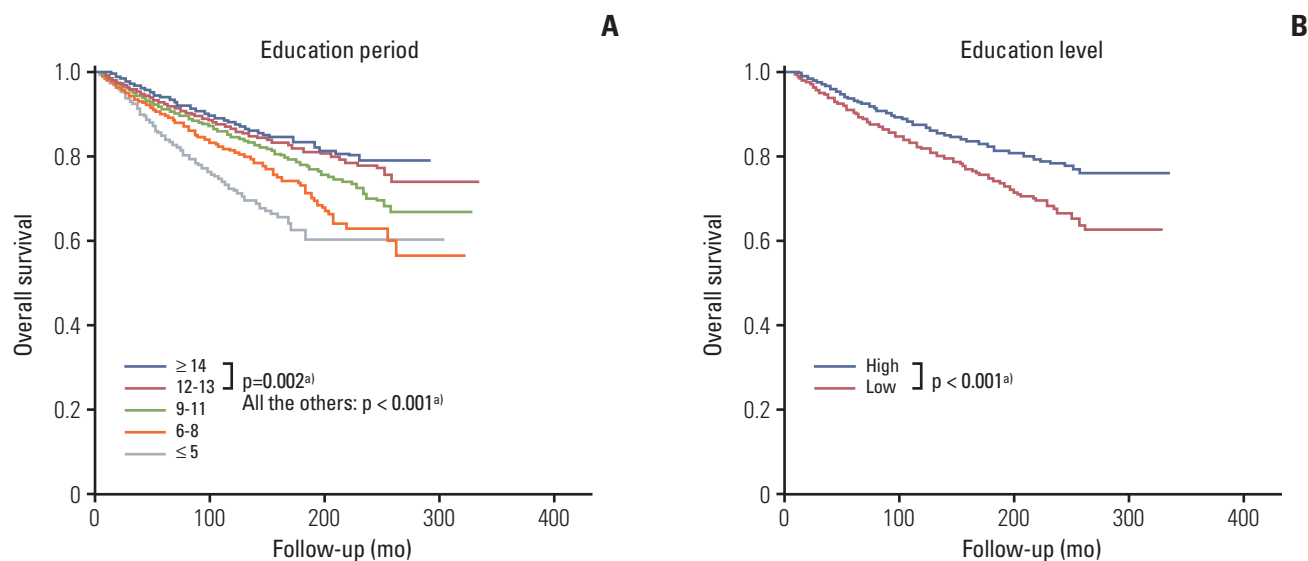 A
Education period
1.0
0.8
0.6
0.4
0.2
0
Overall survival
≥ 14
12-13
9-11
6-8
≤ 5
p=0.002a)
All the others: p < 0.001a)
0 100 200 300 400
Follow-up (mo)
B
Education level
1.0
0.8
0.6
0.4
0.2
0
Overall survival
High
Low
p < 0.001a)
0 100 200 300 400
Follow-up (mo)